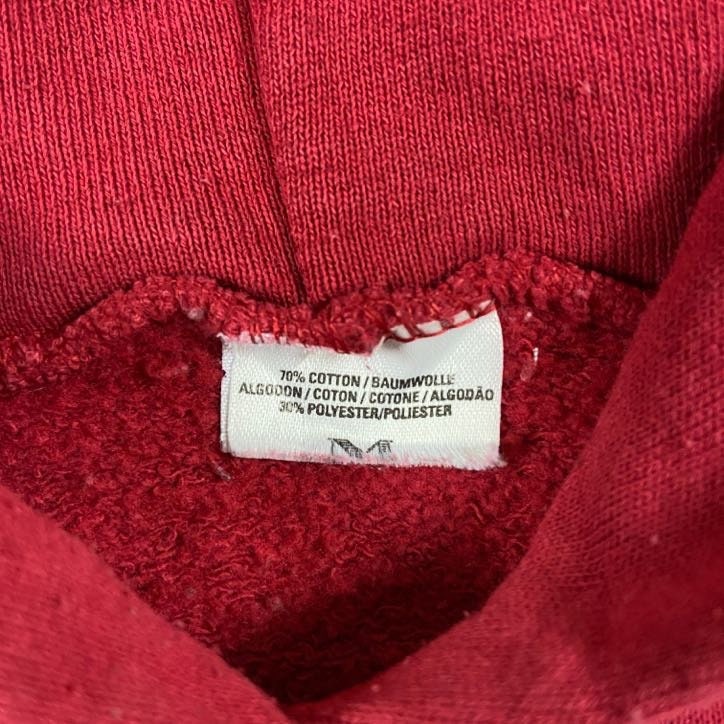 70% COTTON / BAUMWOLLE
ALGODON / COTON / COTONE / ALGODÃO
30% POLYESTER/POLIESTER
M